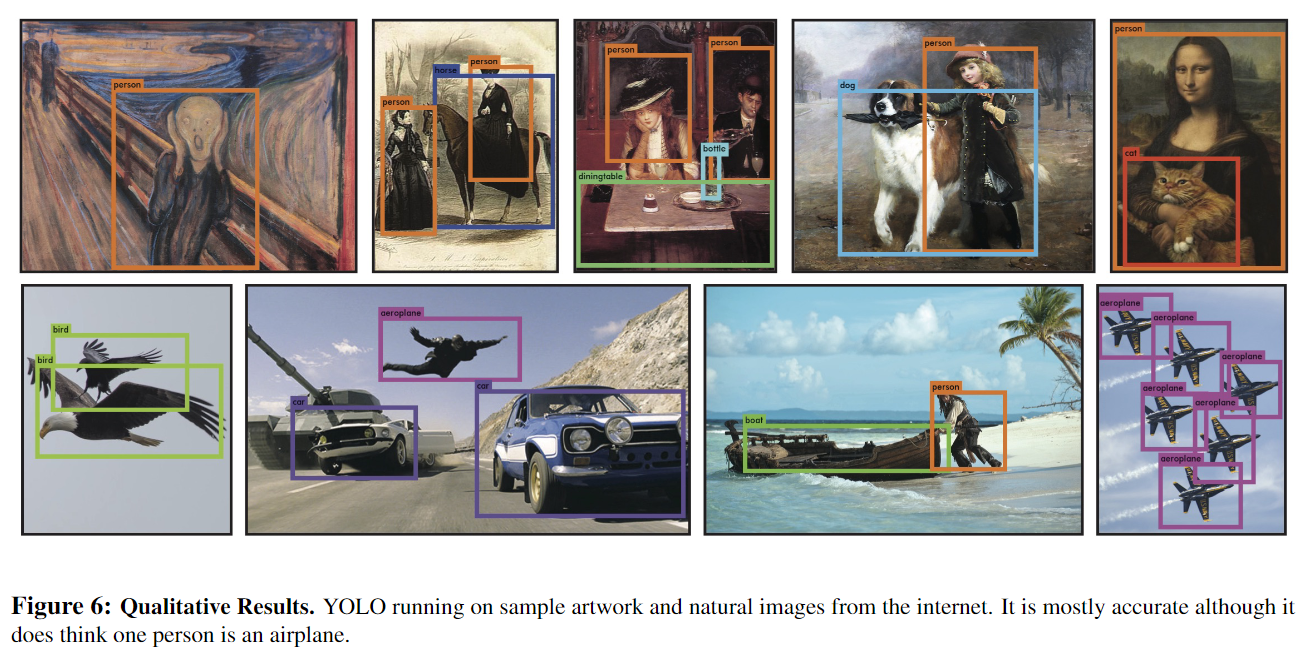 person
person
horse
person
person
person
bottle
diningtable
person
dog
person
cat
bird
bird
aeroplane
car
car
boat
person
aeroplane
aeroplane
aeroplane
aeroplane
aeroplane
aeroplane
Figure 6: Qualitative Results. YOLO running on sample artwork and natural images from the internet. It is mostly accurate although it
does think one person is an airplane.